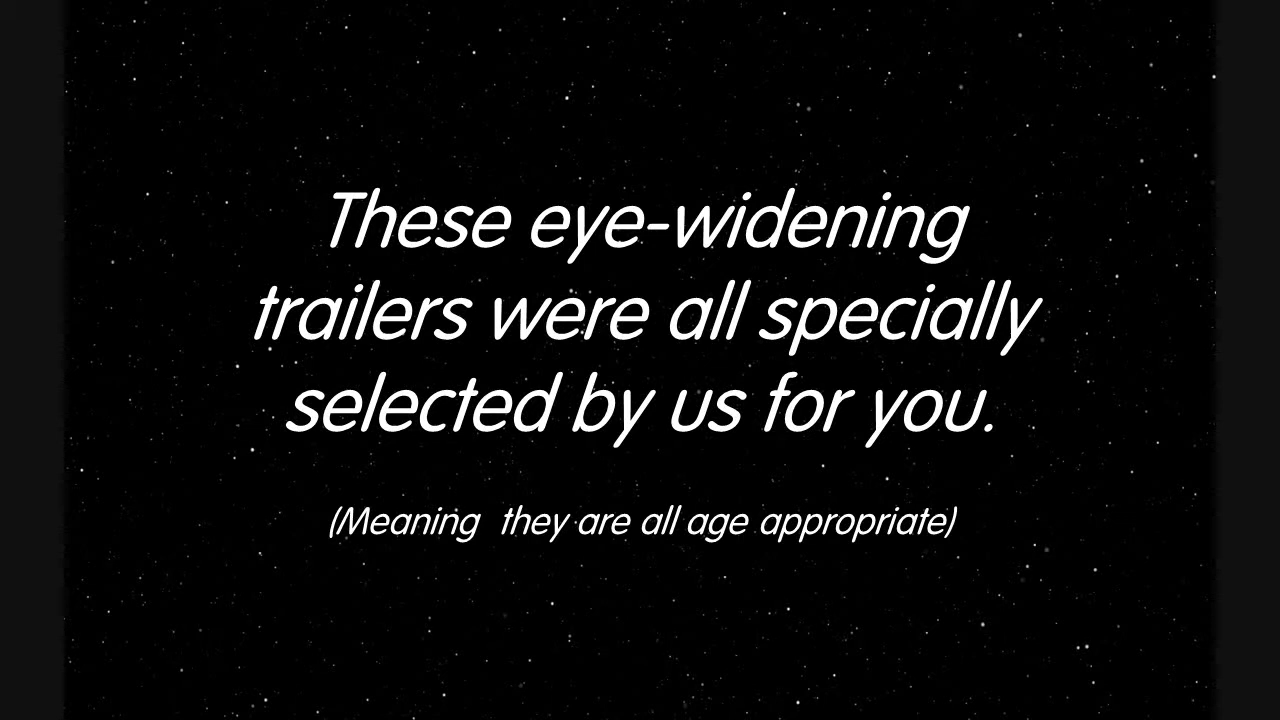 These eye-widening
trailers were all specially
selected by us for you.
(Meaning they are all age appropriate)